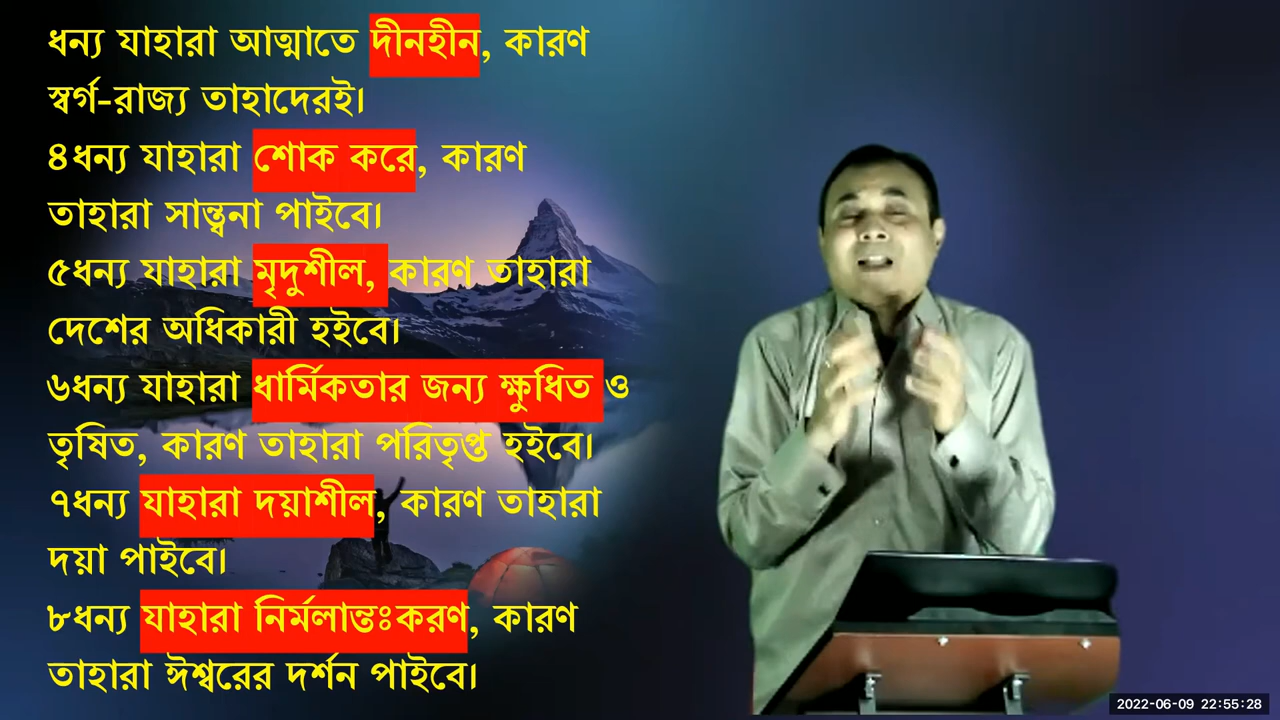 ধন্য যাহারা আত্মাতে দীনহীন, কারণ
স্বর্গ-রাজ্য তাহাদেরই।
৪ধন্য যাহারা শোক করে, কারণ
তাহারা সান্ত্বনা পাইবে।
৫ধন্য যাহারা মৃদুশীল, কারণ তাহারা
দেশের অধিকারী হইবে।
৬ধন্য যাহারা ধার্মিকতার জন্য ক্ষুধিত ও
তৃষিত, কারণ তাহারা পরিতৃপ্ত হইবে।
৭ধন্য যাহারা দয়াশীল, কারণ তাহারা
দয়া পাইবে।
৮ধন্য যাহারা নির্মলান্তঃকরণ, কারণ
তাহারা ঈশ্বরের দর্শন পাইবে।
2022-06-09 22:55:28